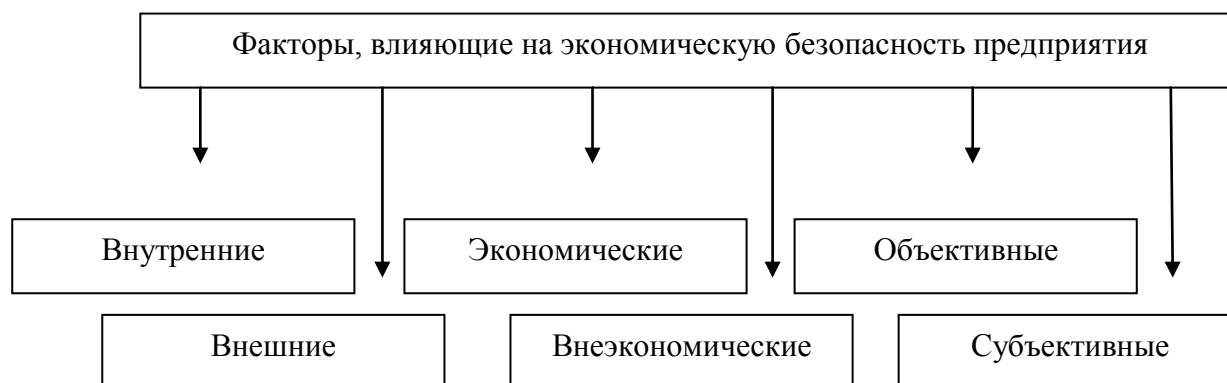 Факторы, влияющие на экономическую безопасность предприятия
Внутренние
Экономические
Объективные
Внешние
Внеэкономические
Субъективные